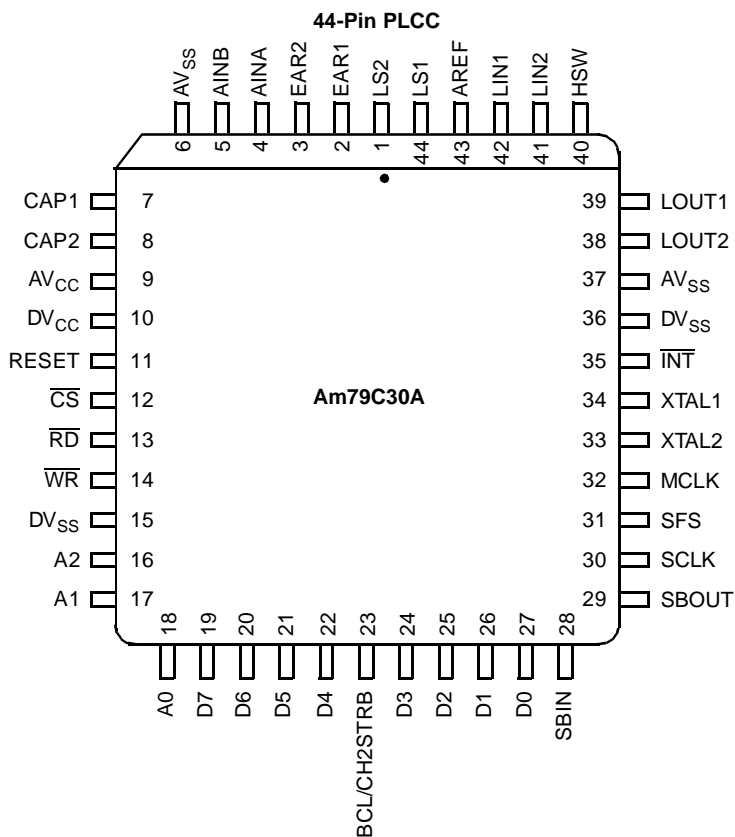 44-Pin PLCC
AVSS
AINB
AINA
EAR2
EAR1
LS2
LS1
AREF
LIN1
LIN2
HSW
6
5
4
3
2
1
44
43
42
41
40
CAP1 7
CAP2 8
AVCC 9
DVCC 10
RESET 11
CS 12
RD 13
WR 14
DVSS 15
A2 16
A1 17
39 LOUT1
38 LOUT2
37 AVSS
36 DVSS
35 INT
34 XTAL1
33 XTAL2
32 MCLK
31 SFS
30 SCLK
29 SBOUT
Am79C30A
18
19
20
21
22
23
24
25
26
27
28
A0
D7
D6
D5
D4
BCL/CH2STRB
D3
D2
D1
D0
SBIN